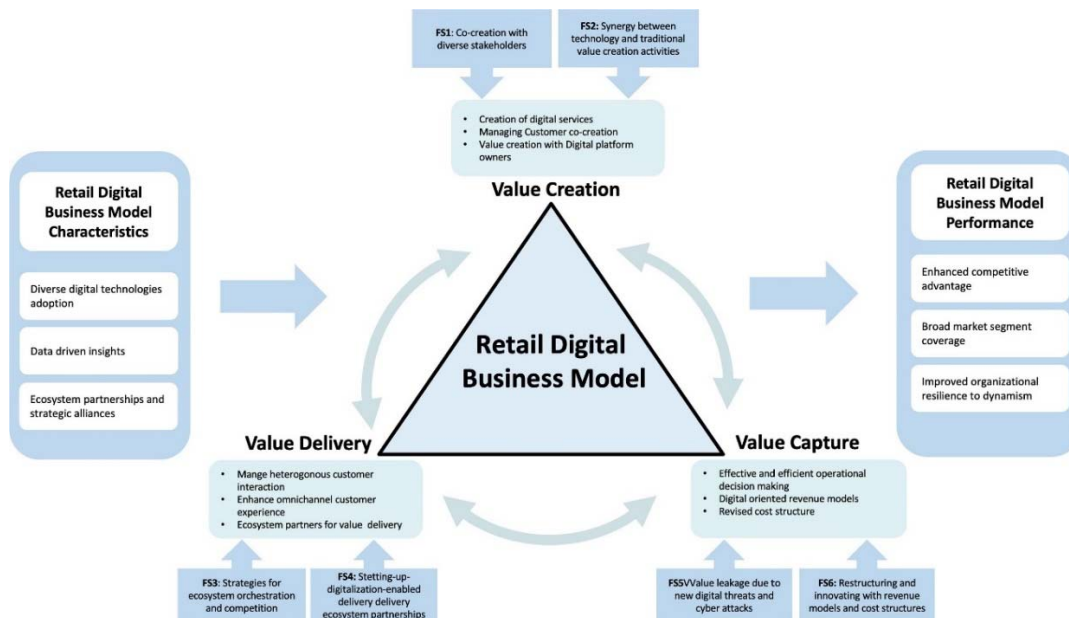 FS1: Co-creation with
diverse stakeholders
FS2: Synergy between
technology and traditional
value creation activities
• Creation of digital services
• Managing Customer co-creation
• Value creation with Digital platform
owners
Value Creation
Retail Digital
Business Model
Characteristics
Diverse digital technologies
adoption
Data driven insights
Ecosystem partnerships and
strategic alliances
Retail Digital
Business Model
Retail Digital
Business Model
Performance
Enhanced competitive
advantage
Broad market segment
coverage
Improved organizational
resilience to dynamism
Value Delivery
• Mange heterogonous customer
interaction
• Enhance omnichannel customer
experience
• Ecosystem partners for value delivery
Value Capture
• Effective and efficient operational
decision making
• Digital oriented revenue models
• Revised cost structure
FS3: Strategies for
ecosystem orchestration
and competition
FS4: Stetting-up-
digitalization-enabled
delivery delivery
ecosystem partnerships
FS5VValue leakage due to
new digital threats and
cyber attacks
FS6: Restructuring and
innovating with revenue
models and cost structures